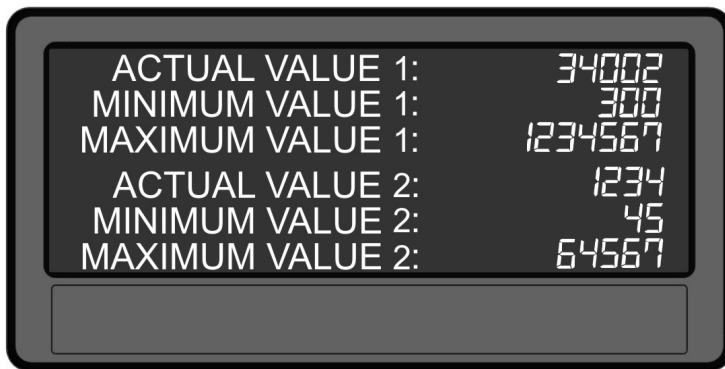 ACTUAL VALUE 1: 34002
MINIMUM VALUE 1: 300
MAXIMUM VALUE 1: 1234567
ACTUAL VALUE 2: 1234
MINIMUM VALUE 2: 45
MAXIMUM VALUE 2: 64567